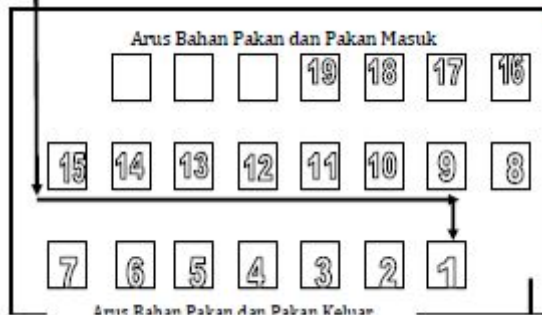 Arus Bahan Pakan dan Pakan Masuk
19 18 17 16
15 14 13 12 11 10 9 8
7 6 5 4 3 2 1
Arus Bahan Pakan dan Pakan Keluar